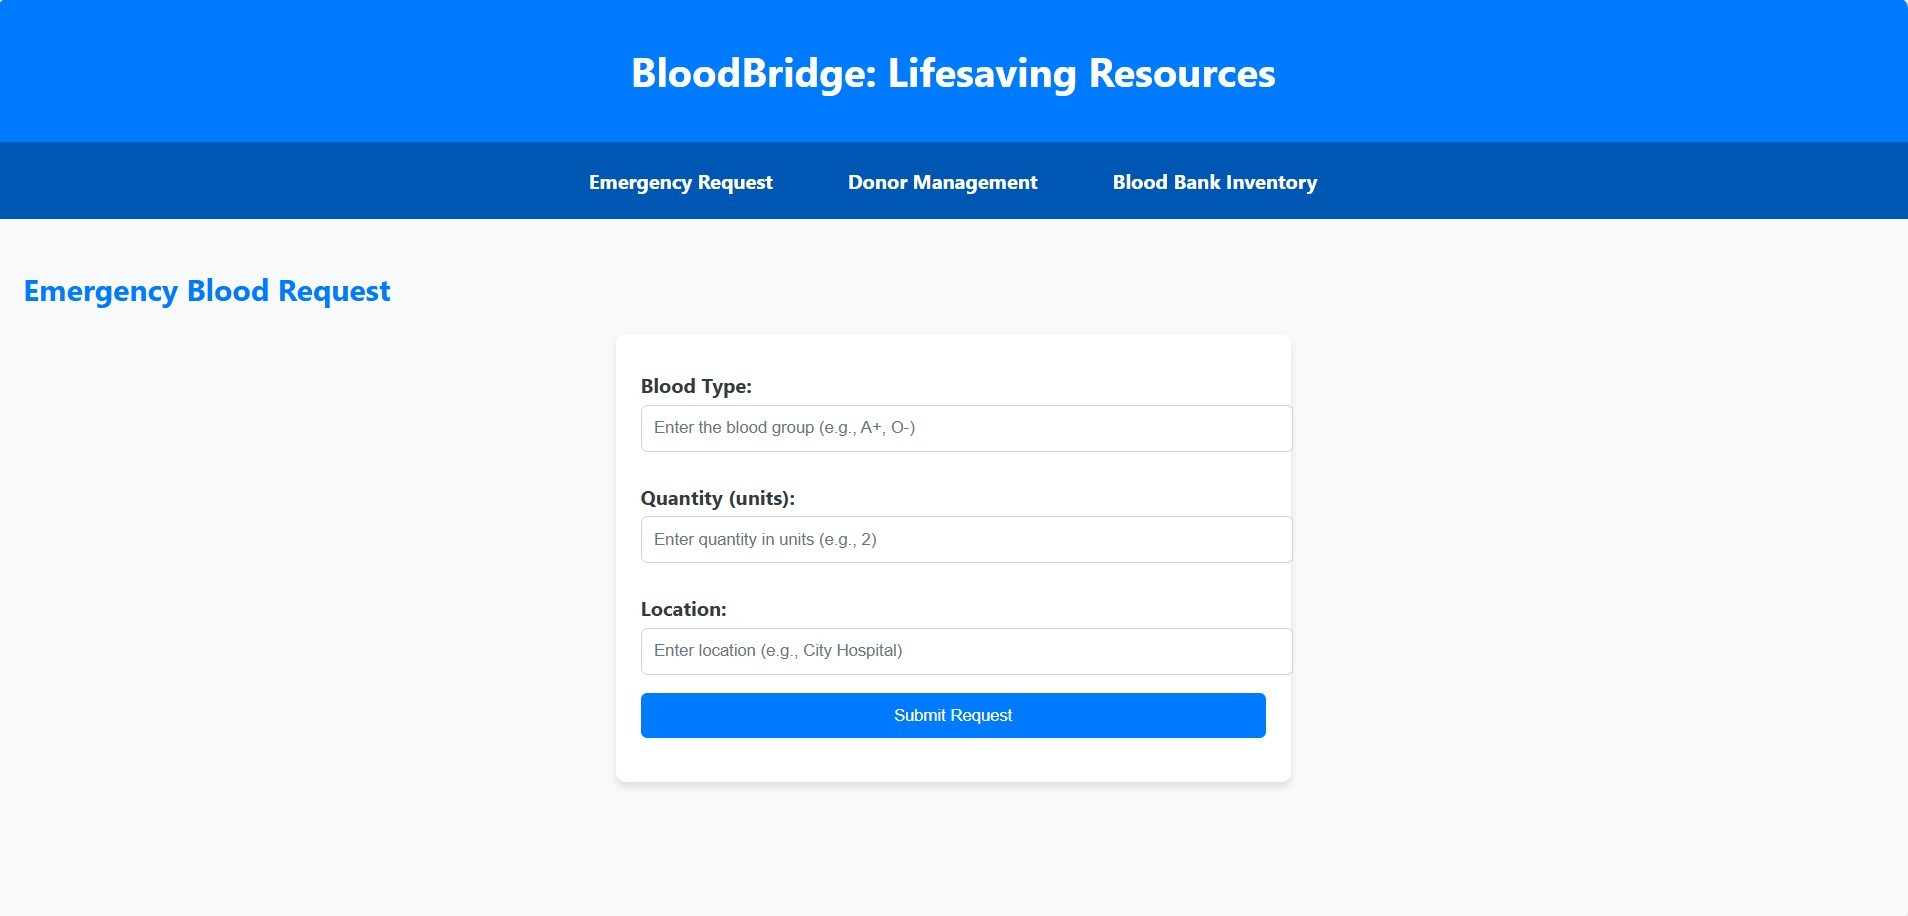 BloodBridge: Lifesaving Resources
Emergency Request Donor Management Blood Bank Inventory
Emergency Blood Request
Blood Type:
Enter the blood group (e.g., A+, O-)
Quantity (units):
Enter quantity in units (e.g., 2)
Location:
Enter location (e.g., City Hospital)
Submit Request